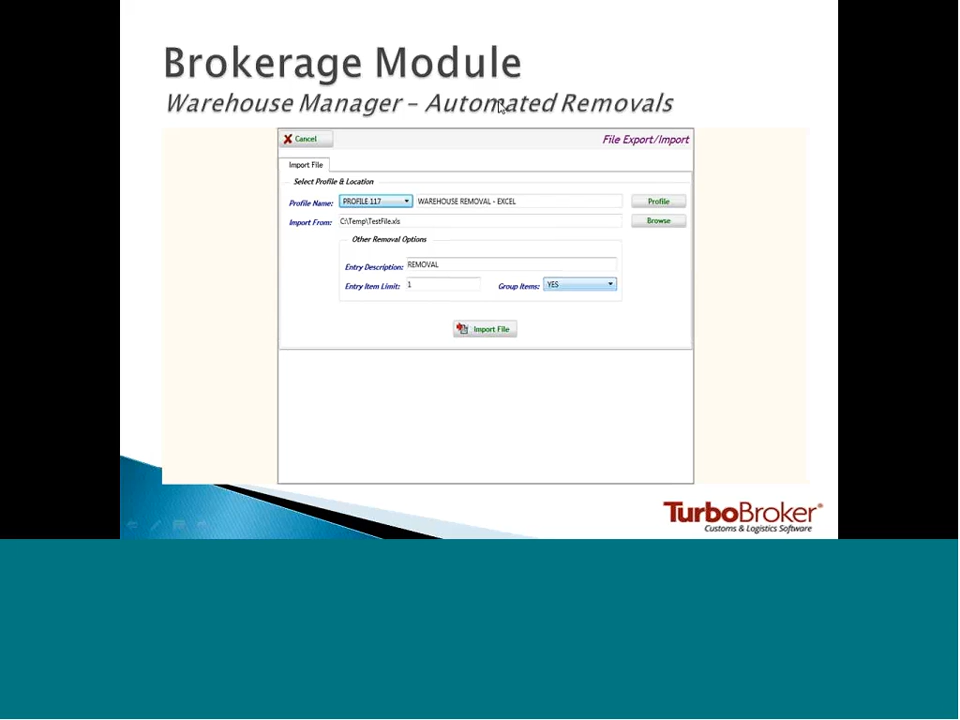 Brokerage Module
Warehouse Manager – Automated Removals
Cancel
File Export/Import
Import File
Select Profile & Location
Profile Name: PROFILE 117 WAREHOUSE REMOVAL - EXCEL Profile
Import From: C:\Temp\TestFile.xls Browse
Other Removal Options
Entry Description: REMOVAL
Entry Item Limit: 1 Group Items: YES
Import File
TurboBroker®
Customs & Logistics Software